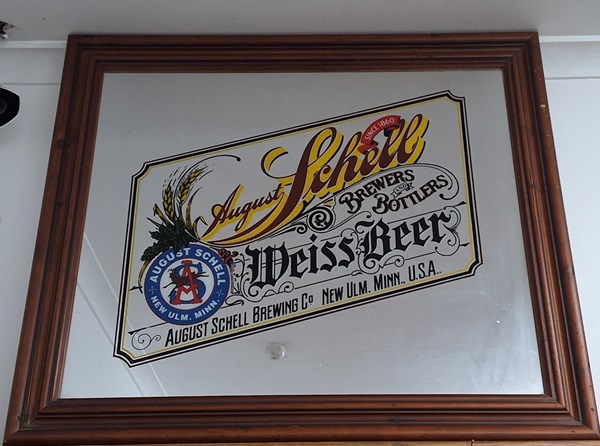 SINCE 1860
August Schell
BREWERS
AND
BOTTLERS
Weiss Beer
AUGUST SCHELL
AS
NEW ULM, MINN.
AUGUST SCHELL BREWING CO NEW ULM, MINN., U.S.A.